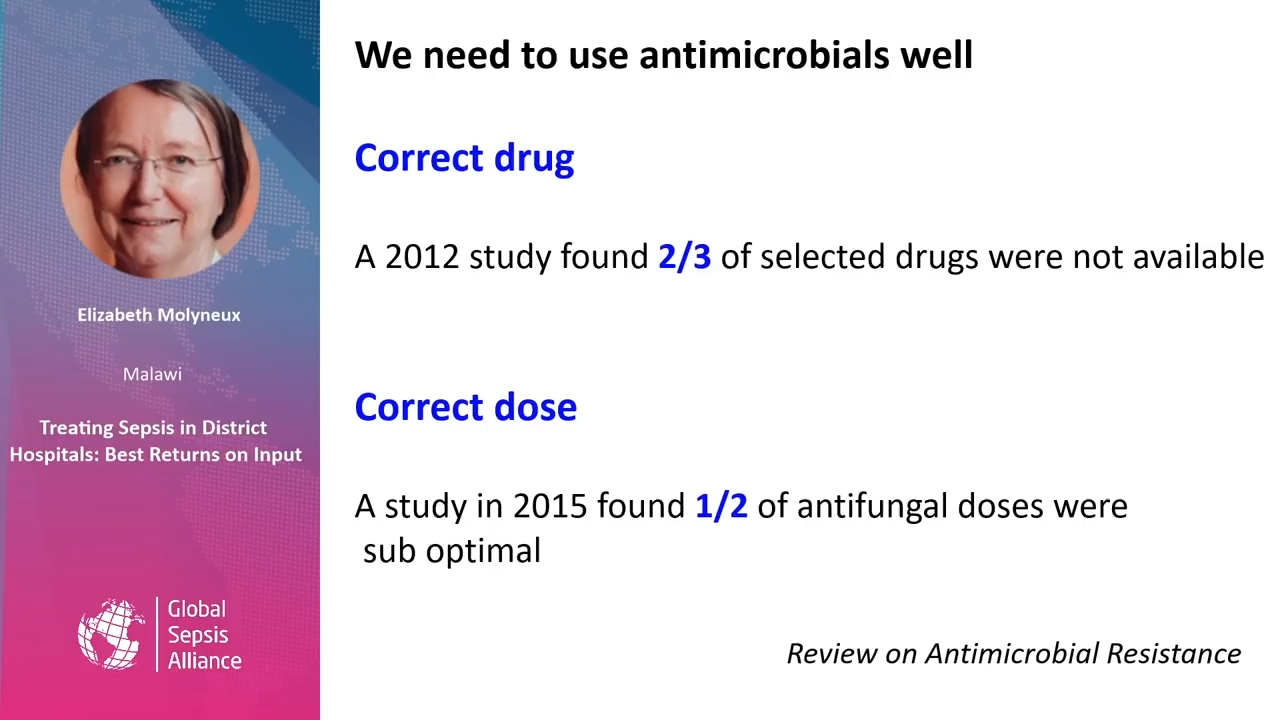 Elizabeth Molyneux
Malawi
Treating Sepsis in District
Hospitals: Best Returns on Input
Global
Sepsis
Alliance
We need to use antimicrobials well
Correct drug
A 2012 study found 2/3 of selected drugs were not available
Correct dose
A study in 2015 found 1/2 of antifungal doses were
sub optimal
Review on Antimicrobial Resistance